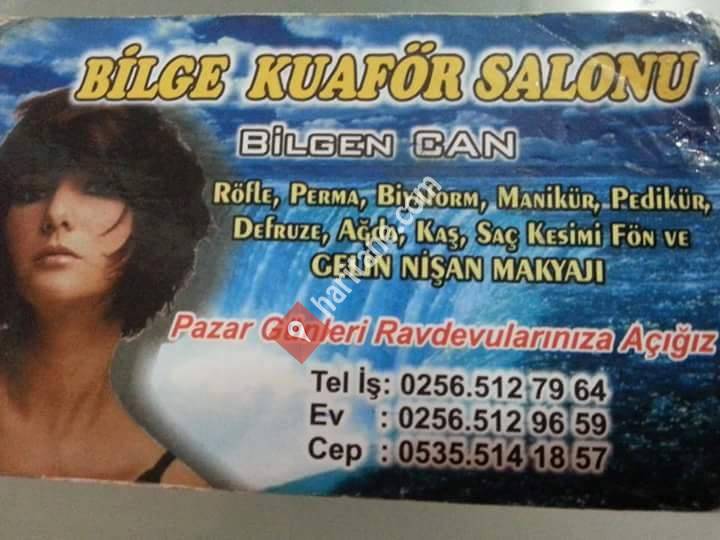 BİLGE KUAFÖR SALONU
BİLGEN CAN
RÖFLE, PERMA, BİYOFORM, MANİKÜR, PEDİKÜR,
DEFRUZE, AĞDA, KAŞ, SAÇ KESİMİ FÖN VE
GELİN NİŞAN MAKYAJI
Pazar Günleri Ravdevularınıza Açığız
Tel İş: 0256.512 79 64
Ev : 0256.512 96 59
Cep : 0535.514 18 57
haritane.com